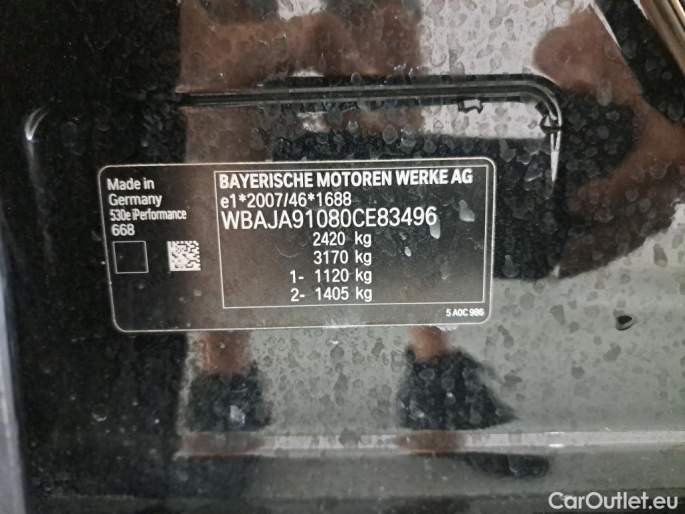 Made in
Germany
530e iPerformance
668
BAYERISCHE MOTOREN WERKE AG
e1*2007/46*1688
WBAJA91080CE83496
2420 kg
3170 kg
1- 1120 kg
2- 1405 kg
5 A0C 986
CarOutlet.eu